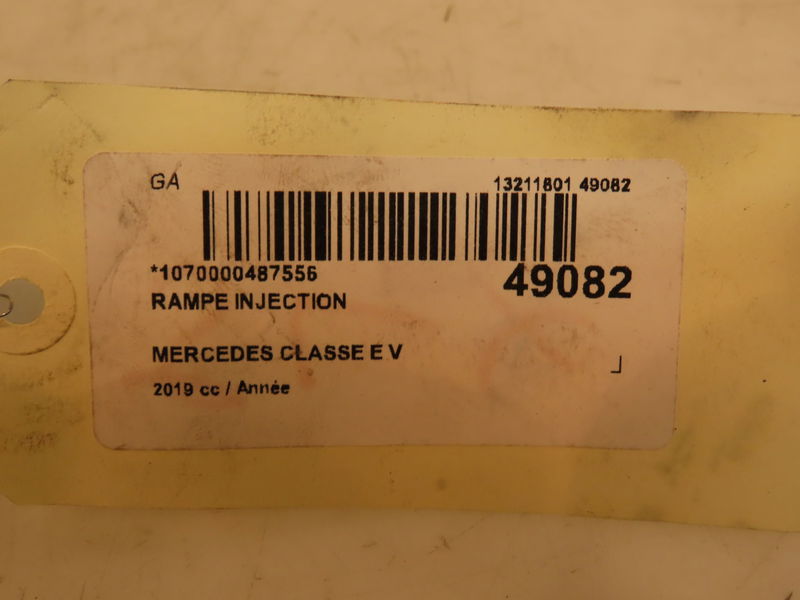 GA 13211801 49082
*1070000487556 49082
RAMPE INJECTION
MERCEDES CLASSE E V
2019 cc / Année